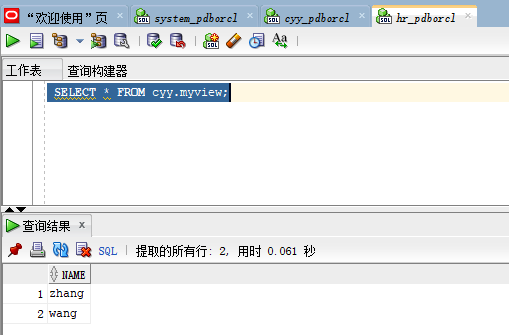 “欢迎使用”页 system_pdborcl cyy_pdborcl hr_pdborcl
工作表 查询构建器
SELECT * FROM cyy.myview;
查询结果 x
SQL | 提取的所有行: 2, 用时 0.061 秒
NAME
1 zhang
2 wang